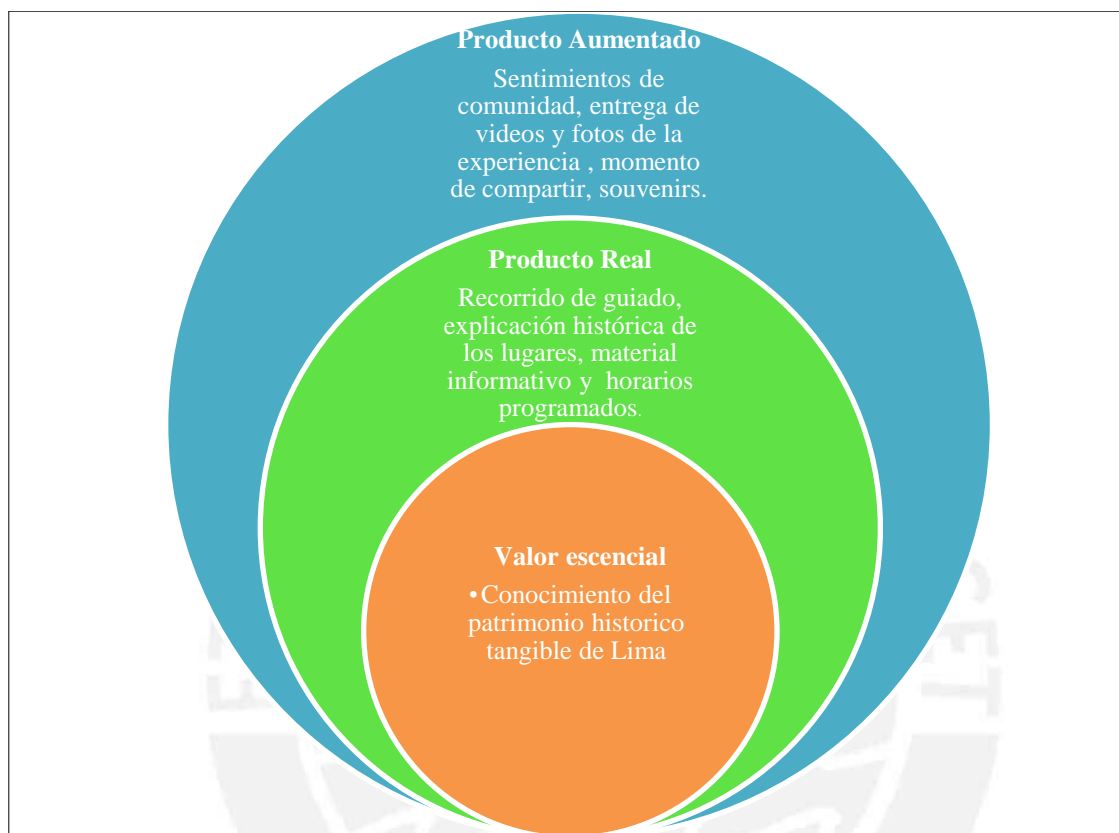 Producto Aumentado
Sentimientos de
comunidad, entrega de
videos y fotos de la
experiencia , momento
de compartir, souvenirs.
Producto Real
Recorrido de guiado,
explicación histórica de
los lugares, material
informativo y  horarios
programados.
Valor escencial
•Conocimiento del
patrimonio historico
tangible de Lima